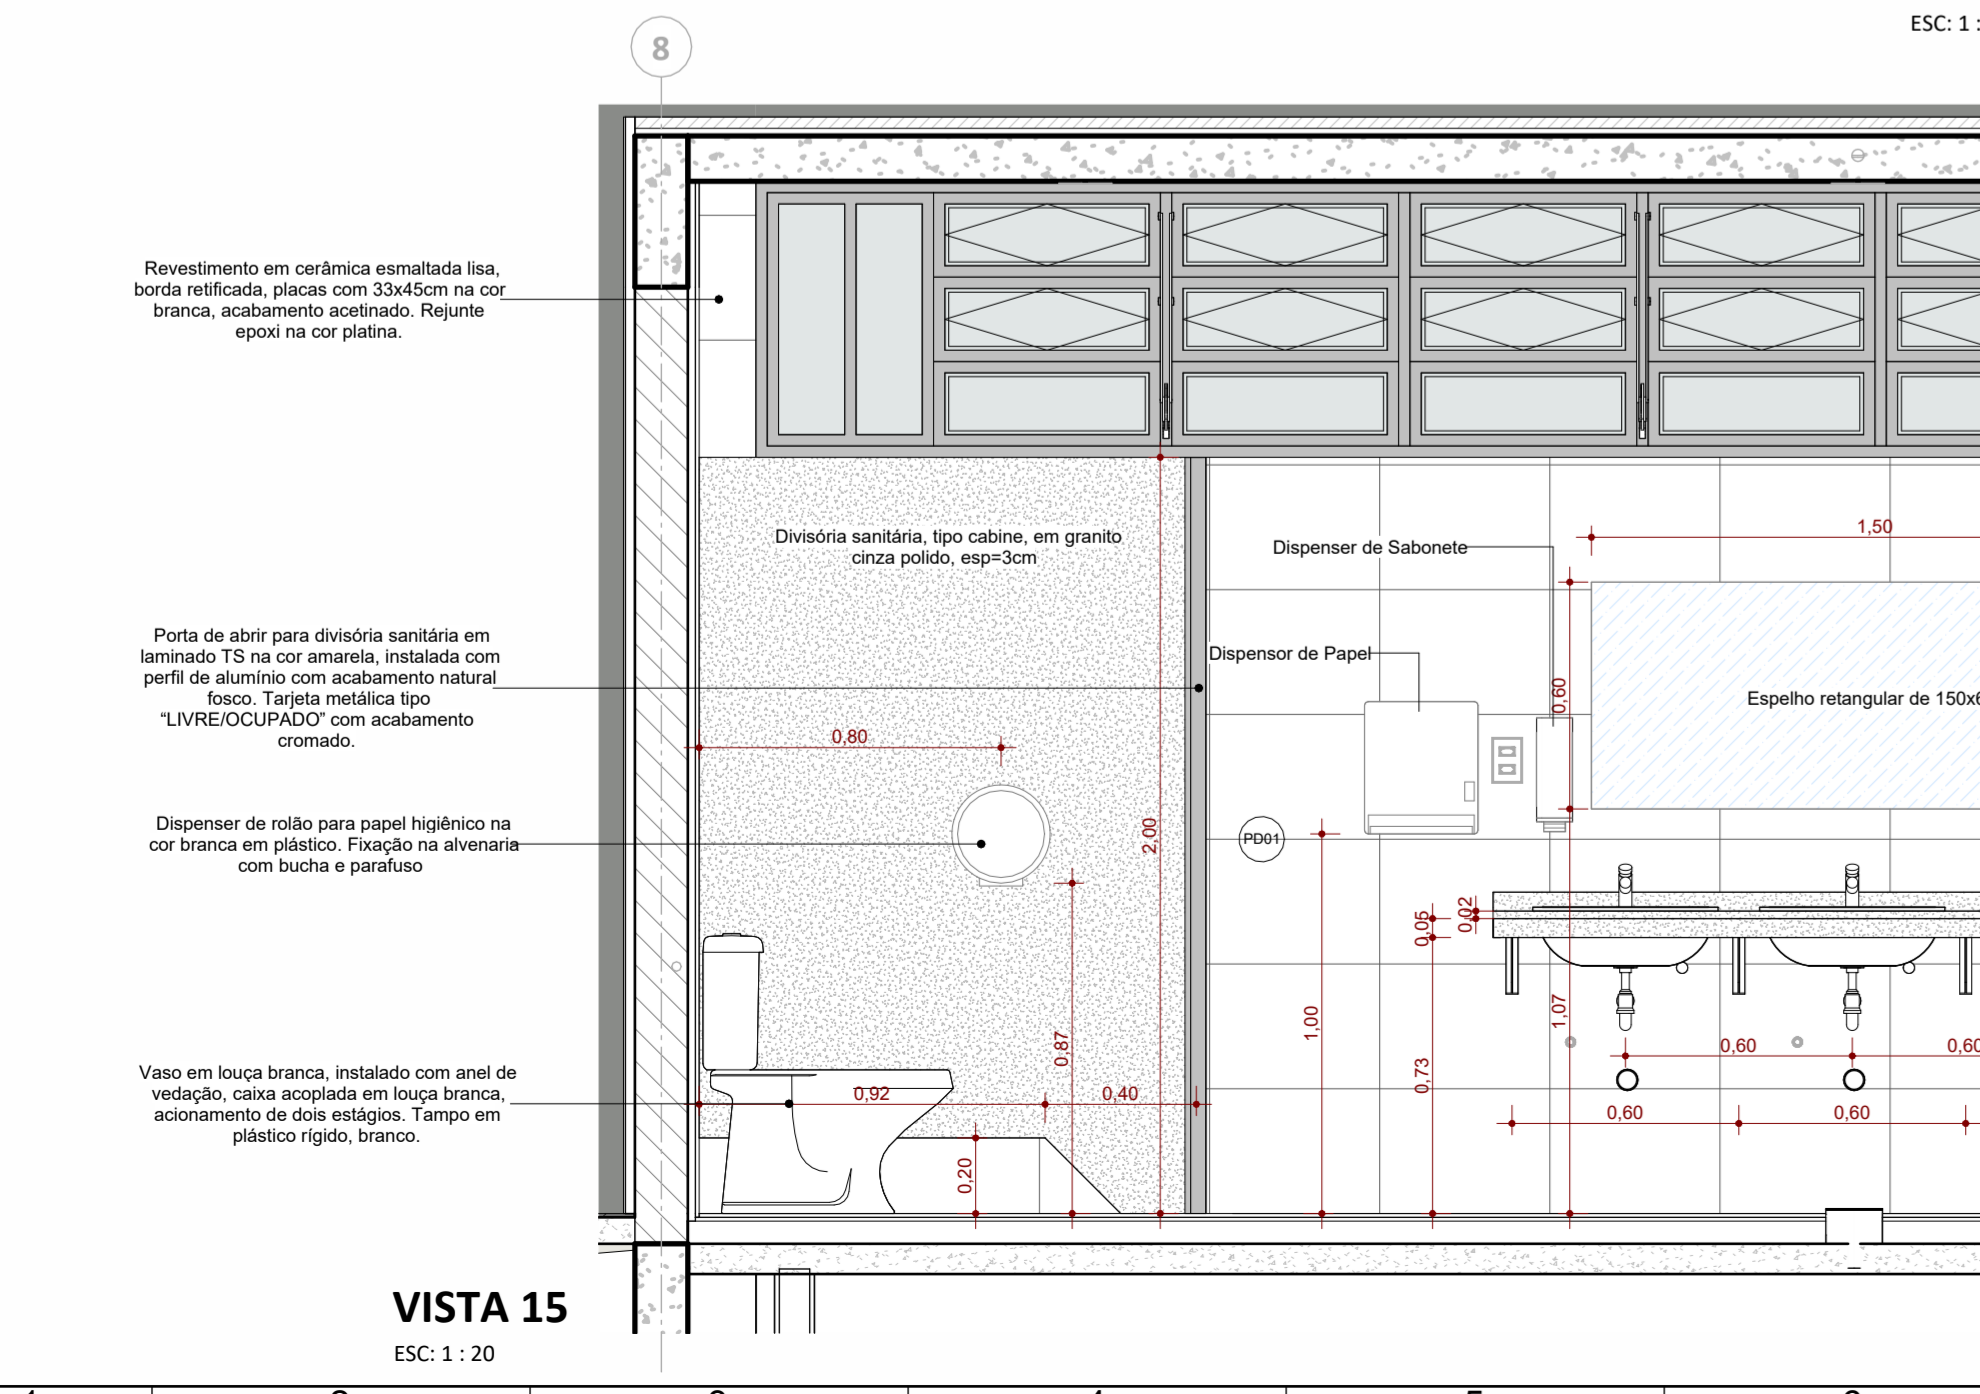 ESC: 1 :
8
Revestimento em cerâmica esmaltada lisa,
borda retificada, placas com 33x45cm na cor
branca, acabamento acetinado. Rejunte
epoxi na cor platina.
Divisória sanitária, tipo cabine, em granito
cinza polido, esp=3cm
1,50
Dispenser de Sabonete
Porta de abrir para divisória sanitária em
laminado TS na cor amarela, instalada com
perfil de alumínio com acabamento natural
fosco. Tarjeta metálica tipo
“LIVRE/OCUPADO” com acabamento
cromado.
Dispensor de Papel
0,60
Espelho retangular de 150x6
0,80
Dispenser de rolão para papel higiênico na
cor branca em plástico. Fixação na alvenaria
com bucha e parafuso
2,00
PD01
0,05
0,02
1,00
1,07
0,87
0,73
0,60
0,60
Vaso em louça branca, instalado com anel de
vedação, caixa acoplada em louça branca,
acionamento de dois estágios. Tampo em
plástico rígido, branco.
0,92
0,40
0,60
0,60
0,20
VISTA 15
ESC: 1 : 20